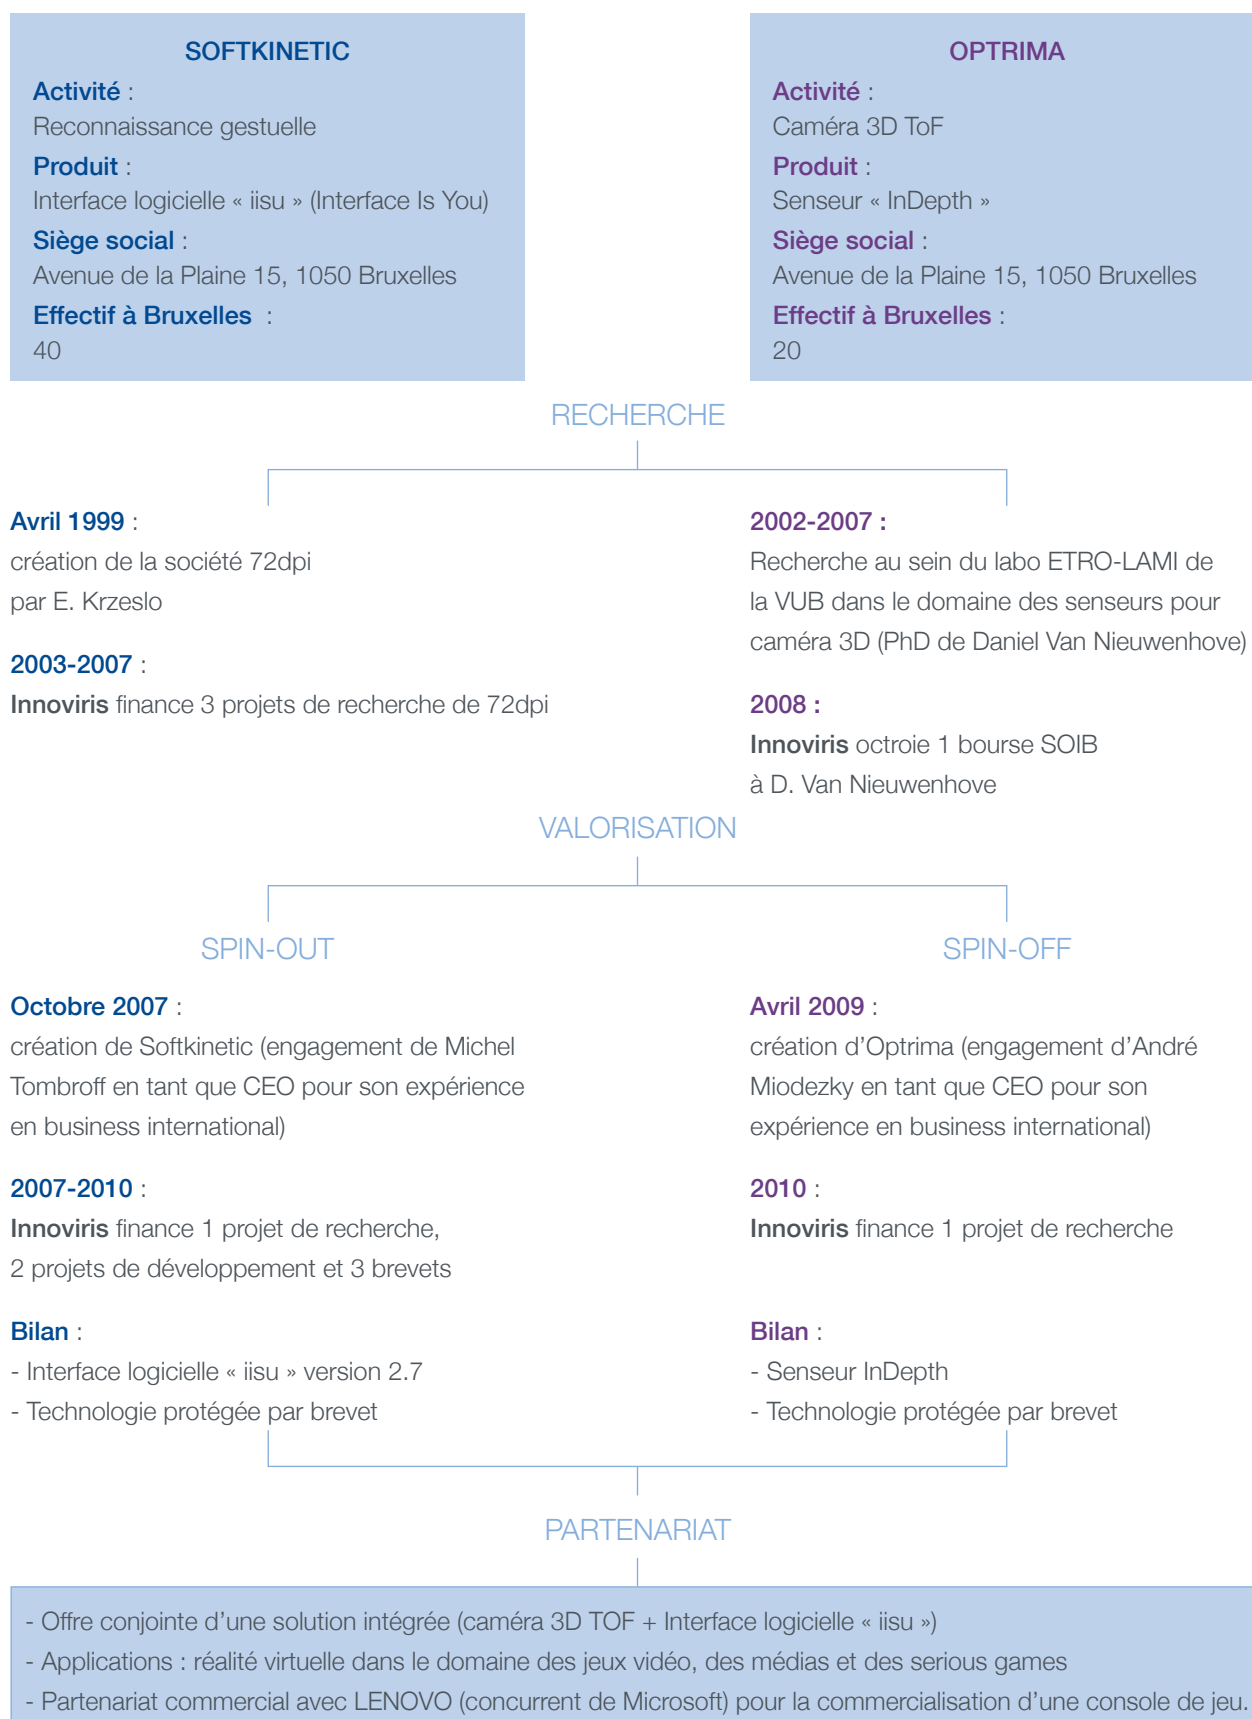 SOFTKINETIC
Activité :
Reconnaissance gestuelle
Produit :
Interface logicielle « iisu » (Interface Is You)
Siège social :
Avenue de la Plaine 15, 1050 Bruxelles
Effectif à Bruxelles :
40
OPTRIMA
Activité :
Caméra 3D ToF
Produit :
Senseur « InDepth »
Siège social :
Avenue de la Plaine 15, 1050 Bruxelles
Effectif à Bruxelles :
20
RECHERCHE
Avril 1999 :
création de la société 72dpi
par E. Krzeslo
2003-2007 :
Innoviris finance 3 projets de recherche de 72dpi
2002-2007 :
Recherche au sein du labo ETRO-LAMI de
la VUB dans le domaine des senseurs pour
caméra 3D (PhD de Daniel Van Nieuwenhove)
2008 :
Innoviris octroie 1 bourse SOIB
à D. Van Nieuwenhove
VALORISATION
SPIN-OUT
Octobre 2007 :
création de Softkinetic (engagement de Michel
Tombroff en tant que CEO pour son expérience
en business international)
2007-2010 :
Innoviris finance 1 projet de recherche,
2 projets de développement et 3 brevets
Bilan :
- Interface logicielle « iisu » version 2.7
- Technologie protégée par brevet
SPIN-OFF
Avril 2009 :
création d’Optrima (engagement d’André
Miodezky en tant que CEO pour son
expérience en business international)
2010 :
Innoviris finance 1 projet de recherche
Bilan :
- Senseur InDepth
- Technologie protégée par brevet
PARTENARIAT
- Offre conjointe d’une solution intégrée (caméra 3D TOF + Interface logicielle « iisu »)
- Applications : réalité virtuelle dans le domaine des jeux vidéo, des médias et des serious games
- Partenariat commercial avec LENOVO (concurrent de Microsoft) pour la commercialisation d’une console de jeu.